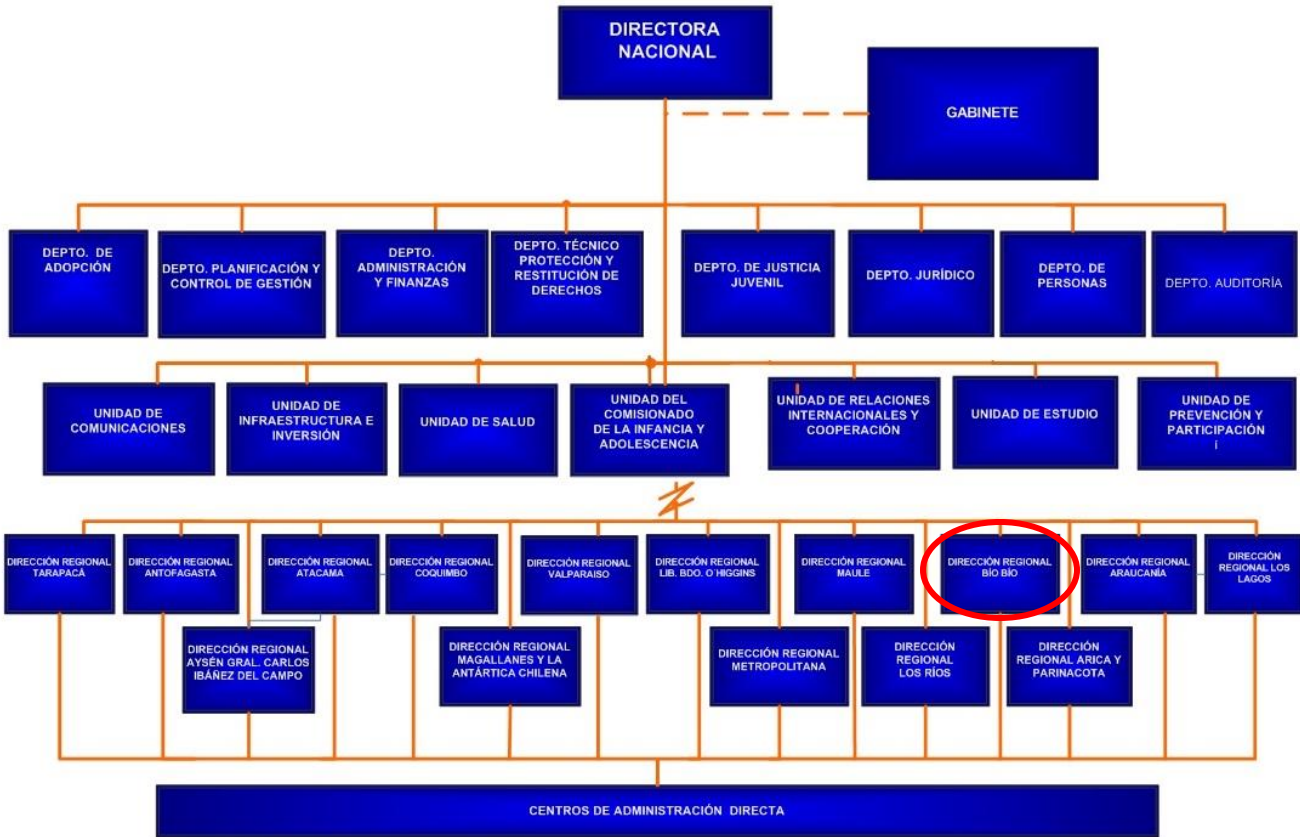 DIRECTORA
NACIONAL
GABINETE
DEPTO. DE
ADOPCIÓN
DEPTO. PLANIFICACIÓN Y
CONTROL DE GESTIÓN
DEPTO.
ADMINISTRACIÓN
Y FINANZAS
DEPTO. TÉCNICO
PROTECCIÓN Y
RESTITUCIÓN DE
DERECHOS
DEPTO. DE JUSTICIA
JUVENIL
DEPTO. JURÍDICO
DEPTO. DE
PERSONAS
DEPTO. AUDITORÍA
UNIDAD DE
COMUNICACIONES
UNIDAD DE
INFRAESTRUCTURA E
INVERSIÓN
UNIDAD DE SALUD
UNIDAD DEL
COMISIONADO
DE LA INFANCIA Y
ADOLESCENCIA
UNIDAD DE RELACIONES
INTERNACIONALES Y
COOPERACIÓN
UNIDAD DE ESTUDIO
UNIDAD DE
PREVENCIÓN Y
PARTICIPACIÓN
í
DIRECCIÓN REGIONAL
TARAPACÁ
DIRECCIÓN REGIONAL
ANTOFAGASTA
DIRECCIÓN REGIONAL
ATACAMA
DIRECCIÓN REGIONAL
COQUIMBO
DIRECCIÓN REGIONAL
VALPARAISO
DIRECCIÓN REGIONAL
LIB. BDO. O HIGGINS
DIRECCIÓN REGIONAL
MAULE
DIRECCIÓN REGIONAL
BÍO BÍO
DIRECCIÓN REGIONAL
ARAUCANÍA
DIRECCIÓN
REGIONAL LOS
LAGOS
DIRECCIÓN REGIONAL
AYSÉN GRAL. CARLOS
IBÁÑEZ DEL CAMPO
DIRECCIÓN REGIONAL
MAGALLANES Y LA
ANTÁRTICA CHILENA
DIRECCIÓN REGIONAL
METROPOLITANA
DIRECCIÓN
REGIONAL
LOS RÍOS
DIRECCIÓN
REGIONAL ARICA Y
PARINACOTA
CENTROS DE ADMINISTRACIÓN DIRECTA